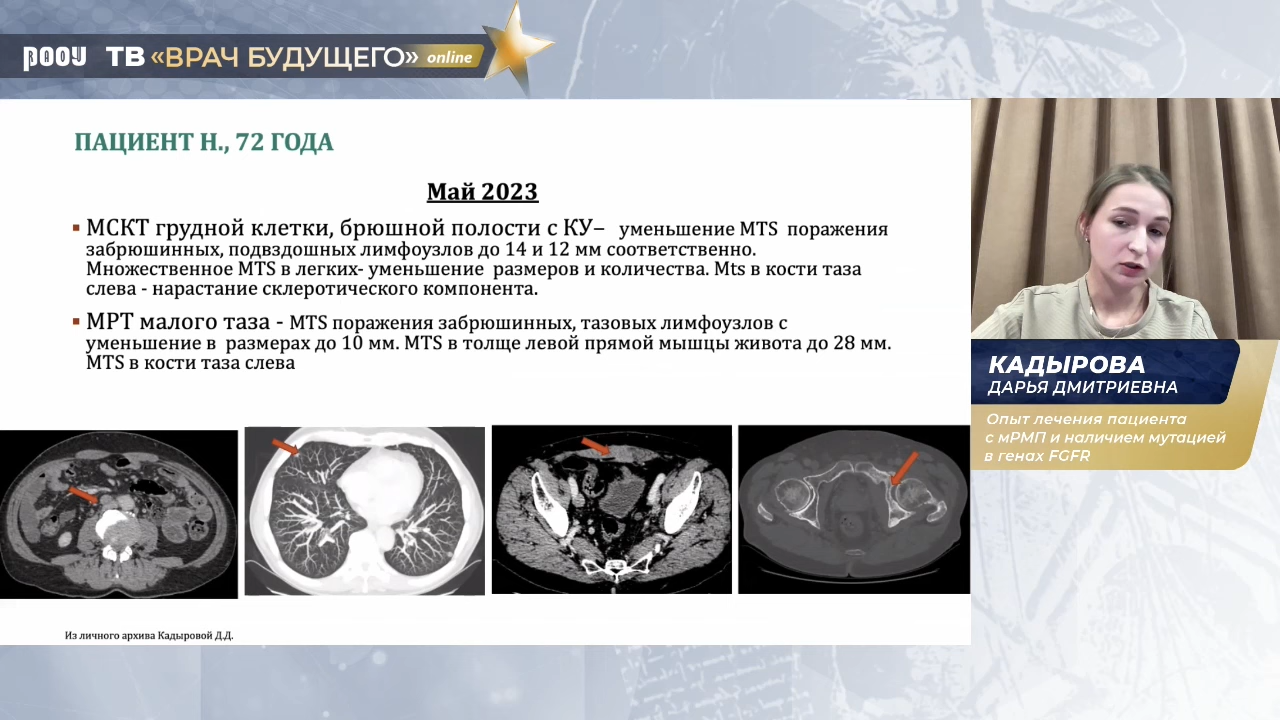 РООУ ТВ «ВРАЧ БУДУЩЕГО» online
ПАЦИЕНТ Н., 72 ГОДА
Май 2023
▪ МСКТ грудной клетки, брюшной полости с КУ– уменьшение MTS поражения
забрюшинных, подвздошных лимфоузлов до 14 и 12 мм соответственно.
Множественное MTS в легких- уменьшение размеров и количества. Mts в кости таза
слева - нарастание склеротического компонента.
▪ МРТ малого таза - MTS поражения забрюшинных, тазовых лимфоузлов с
уменьшение в размерах до 10 мм. MTS в толще левой прямой мышцы живота до 28 мм.
MTS в кости таза слева
Из личного архива Кадыровой Д.Д.
КАДЫРОВА
ДАРЬЯ ДМИТРИЕВНА
Опыт лечения пациента
с мРМП и наличием мутацией
в генах FGFR